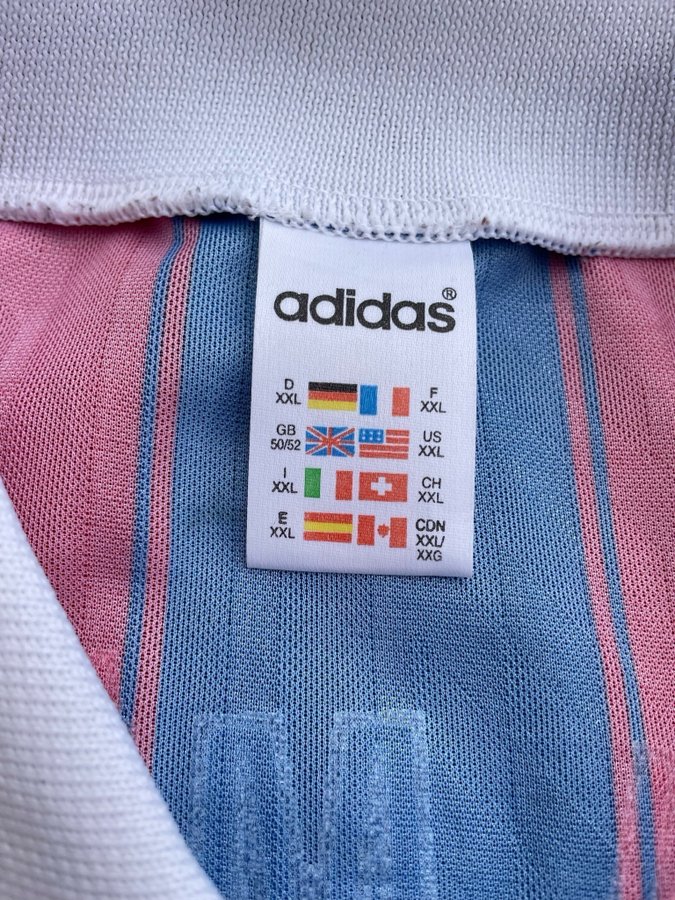 adidas®
D
XXL
F
XXL
GB
50/52
US
XXL
I
XXL
CH
XXL
E
XXL
CDN
XXL/
XXG